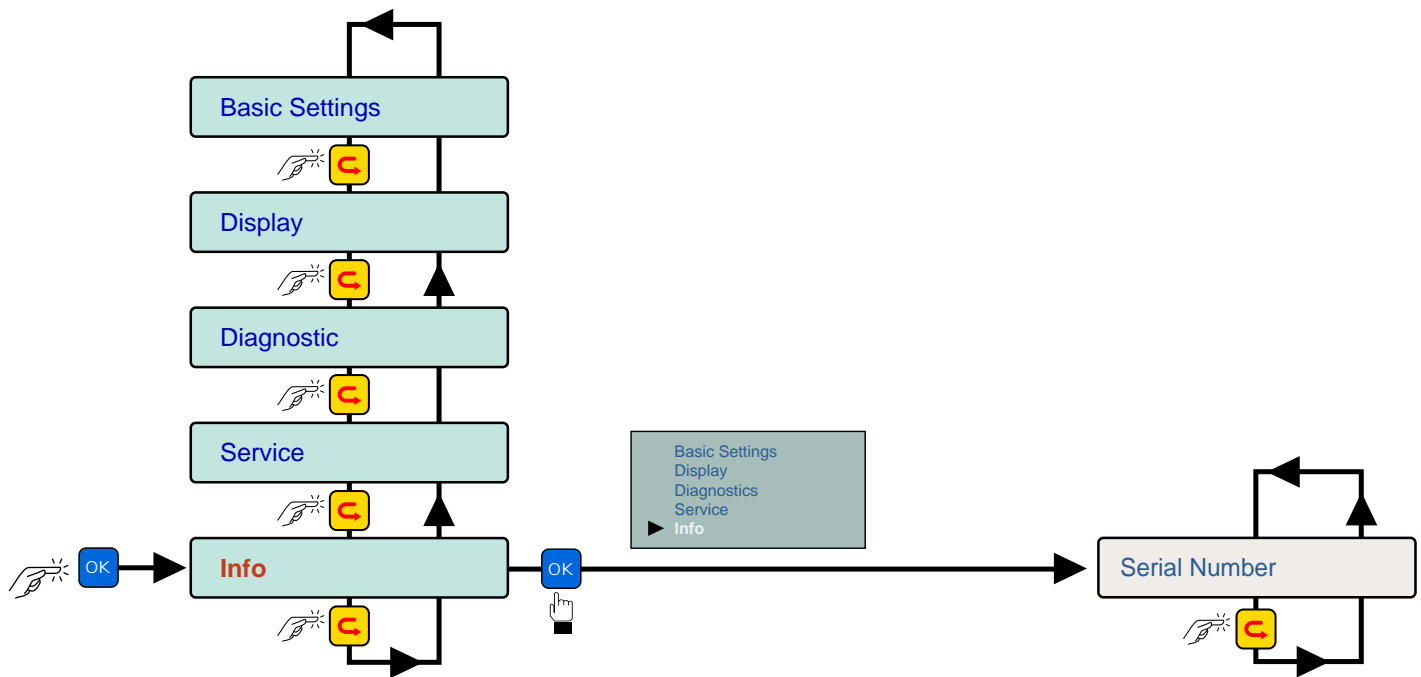 Basic Settings
Display
Diagnostic
Service
Basic Settings
Display
Diagnostics
Service
Info
OK
Info
OK
Serial Number